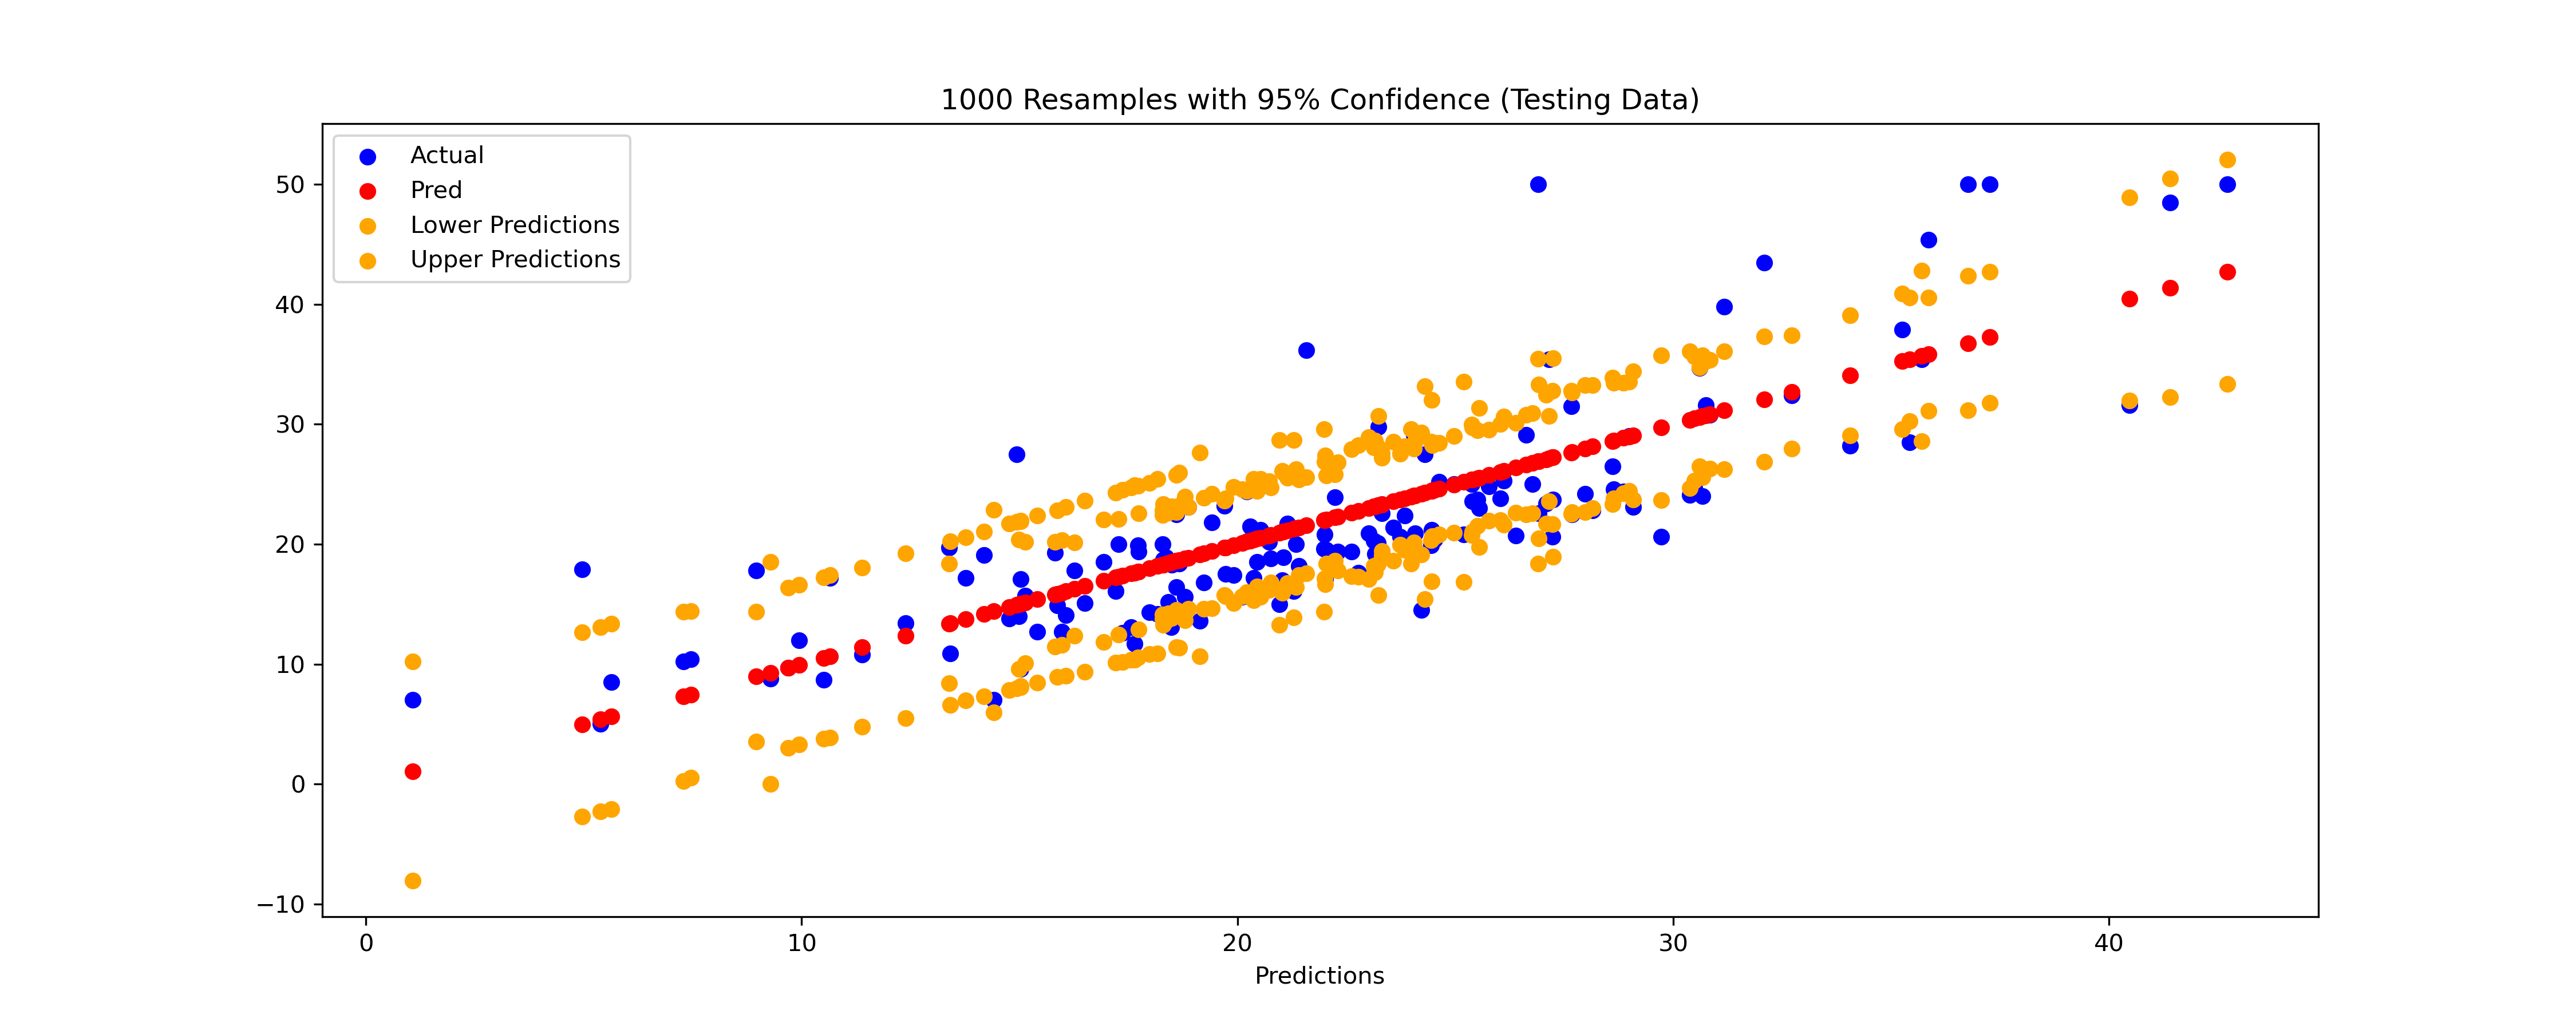 1000 Resamples with 95% Confidence (Testing Data)
Actual
Pred
Lower Predictions
Upper Predictions
50
40
30
20
10
0
−10
0 10 20 30 40
Predictions